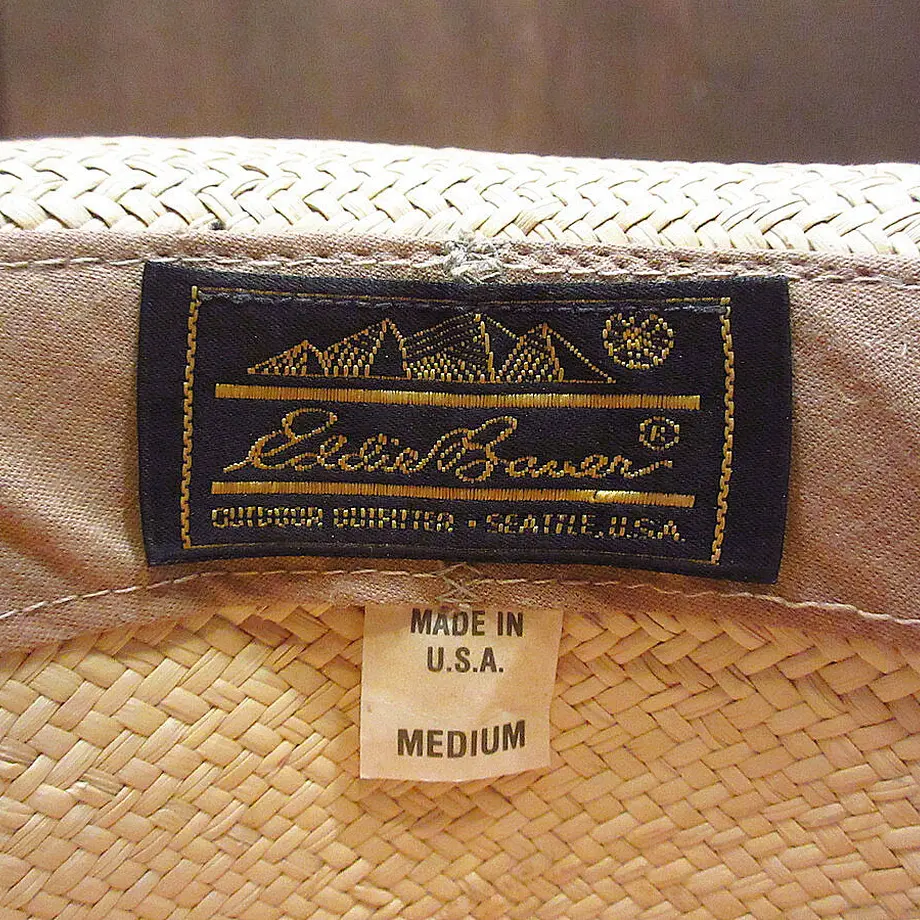 Eddie Bauer ®
OUTDOOR OUTFITTER • SEATTLE, U.S.A.
MADE IN
U.S.A.
MEDIUM